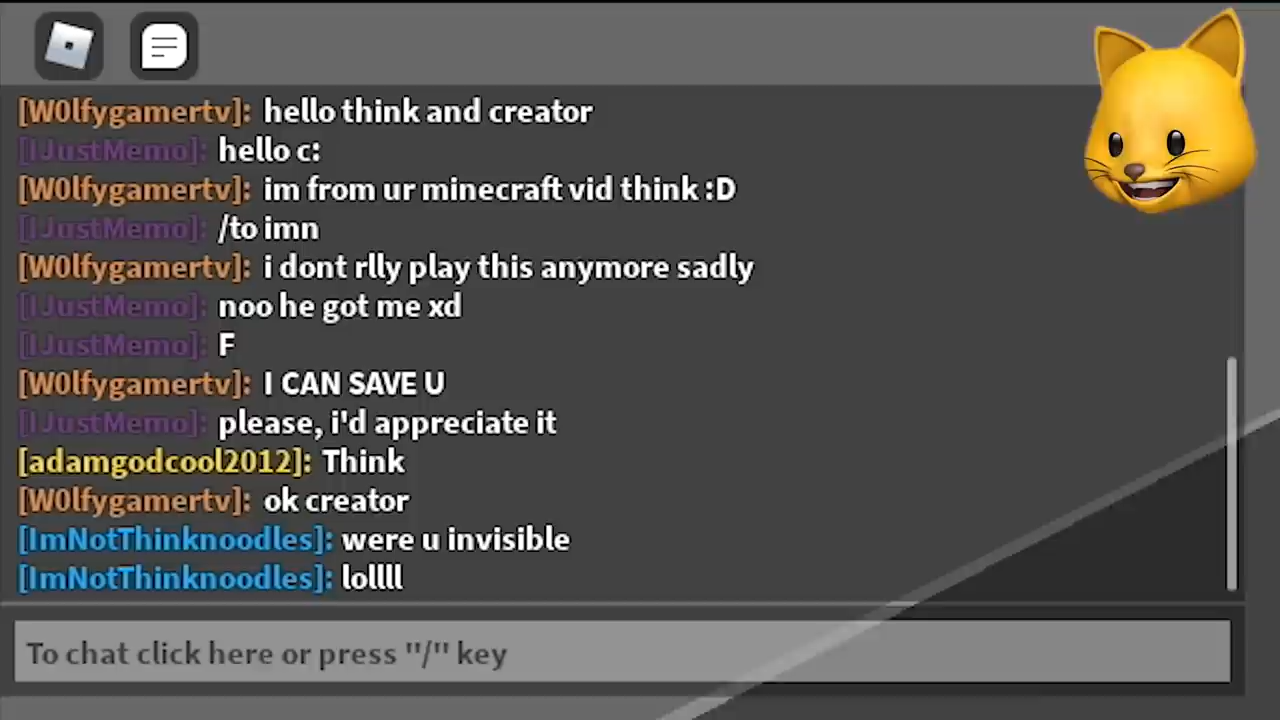 [W0lfygamertv]: hello think and creator
[IJustMemo]: hello c:
[W0lfygamertv]: im from ur minecraft vid think :D
[IJustMemo]: /to imn
[W0lfygamertv]: i dont rlly play this anymore sadly
[IJustMemo]: noo he got me xd
[IJustMemo]: F
[W0lfygamertv]: I CAN SAVE U
[IJustMemo]: please, i'd appreciate it
[adamgodcool2012]: Think
[W0lfygamertv]: ok creator
[ImNotThinknoodles]: were u invisible
[ImNotThinknoodles]: lollll
To chat click here or press "/" key